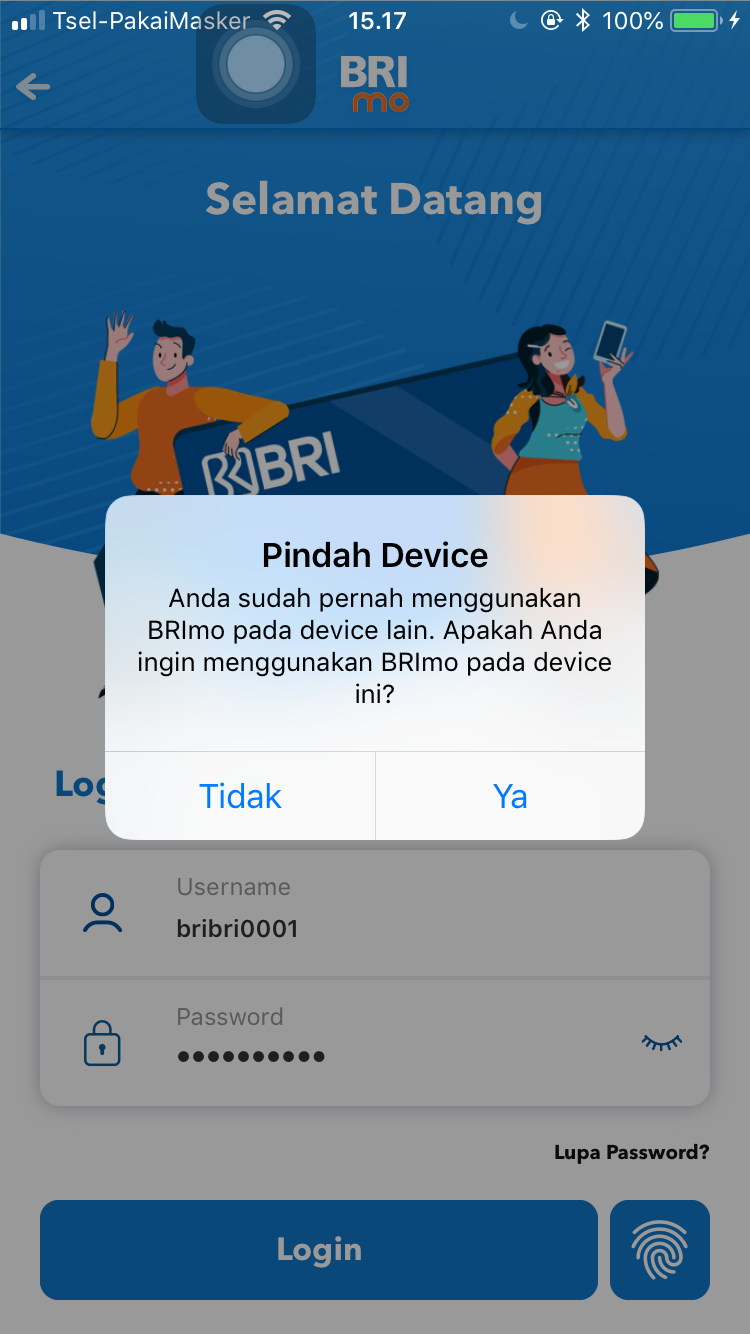 Tsel-PakaiMasker 15.17 100%
BRI
mo
Selamat Datang
BRI
Pindah Device
Anda sudah pernah menggunakan
BRImo pada device lain. Apakah Anda
ingin menggunakan BRImo pada device
ini?
Tidak Ya
Log
Username
bribri0001
Password
Lupa Password?
Login